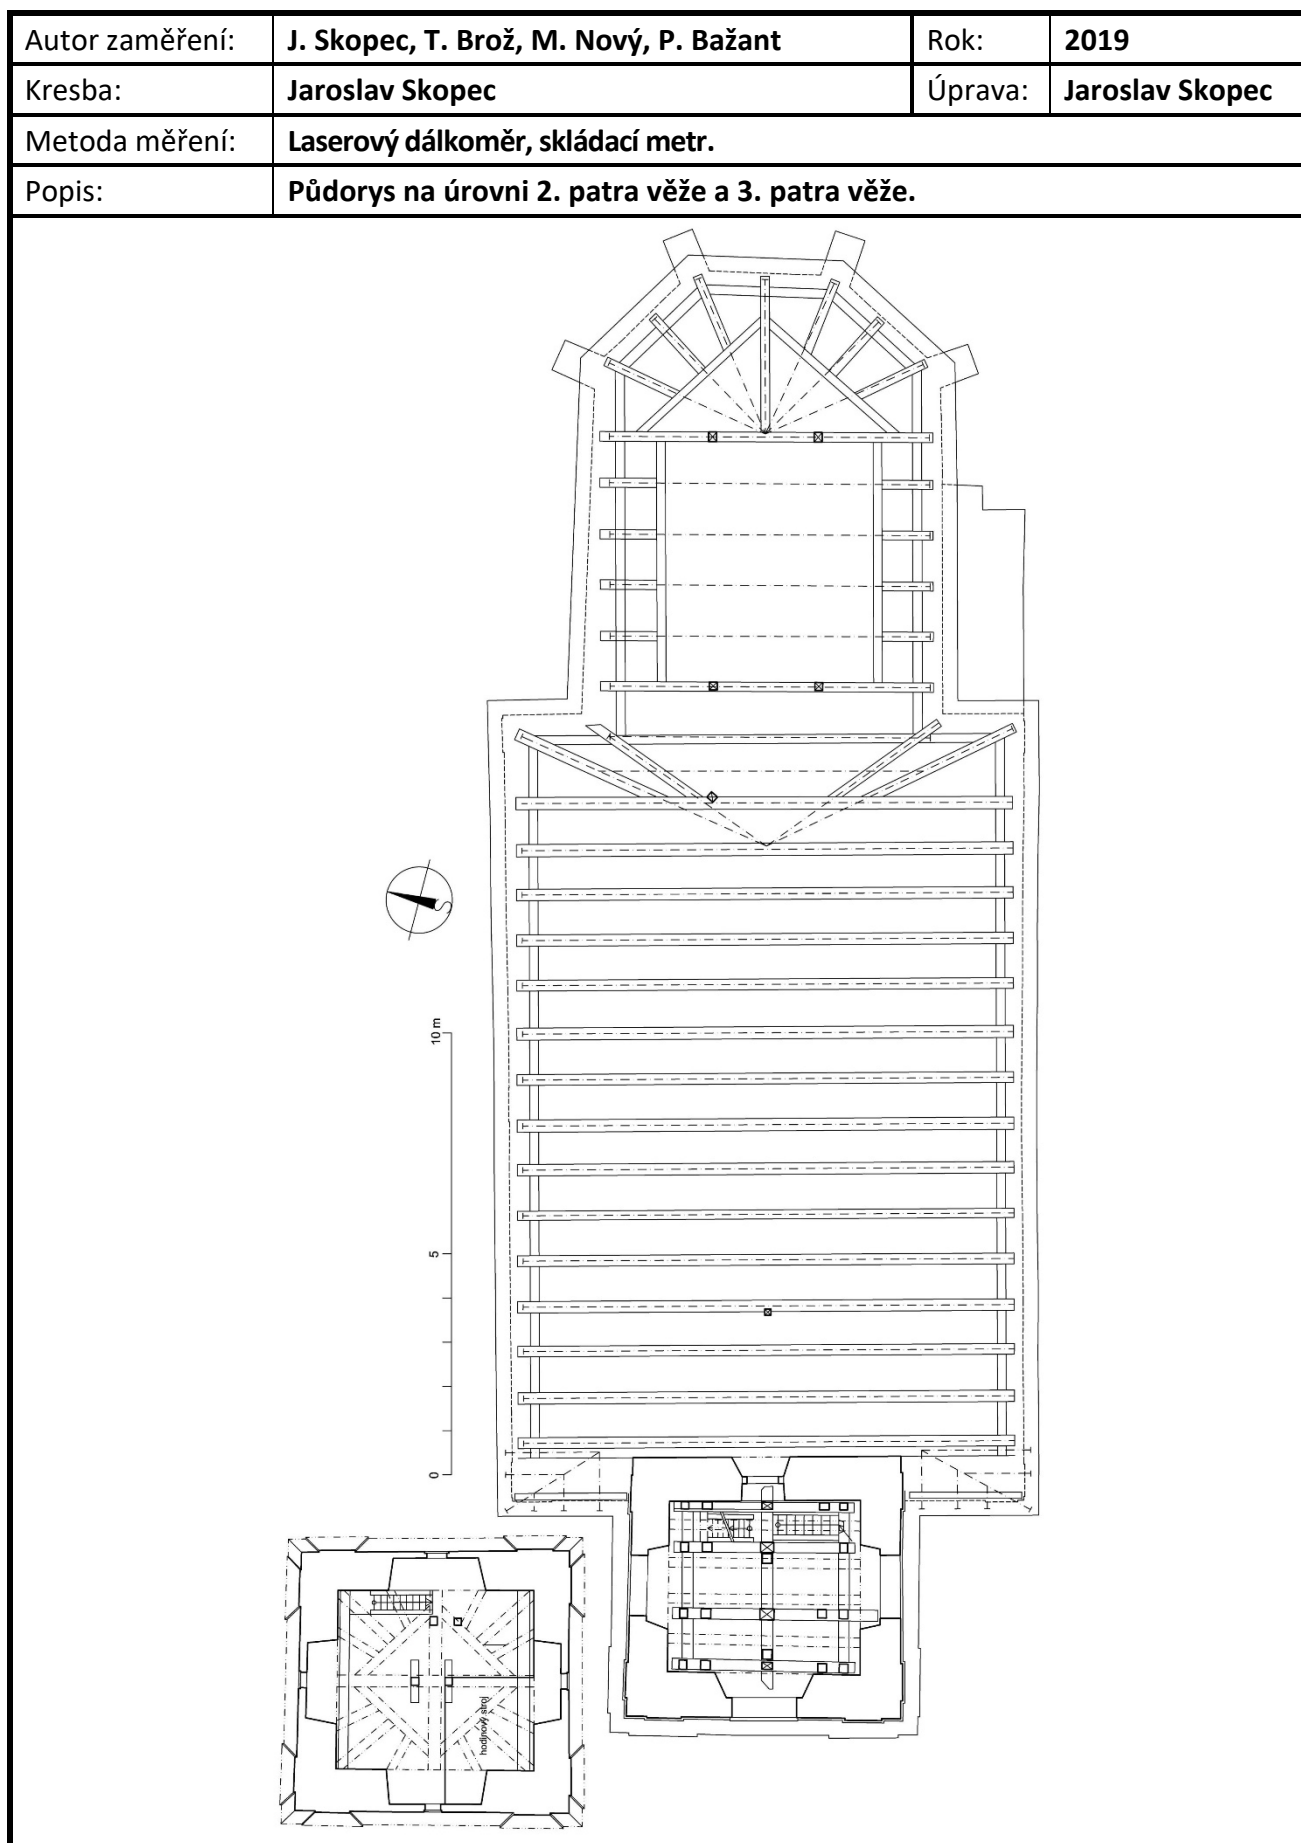 Autor zaměření: J. Skopec, T. Brož, M. Nový, P. Bažant Rok: 2019
Kresba: Jaroslav Skopec Úprava: Jaroslav Skopec
Metoda měření: Laserový dálkoměr, skládací metr.
Popis: Půdorys na úrovni 2. patra věže a 3. patra věže.
S
10 m
5
0
hodinový stroj